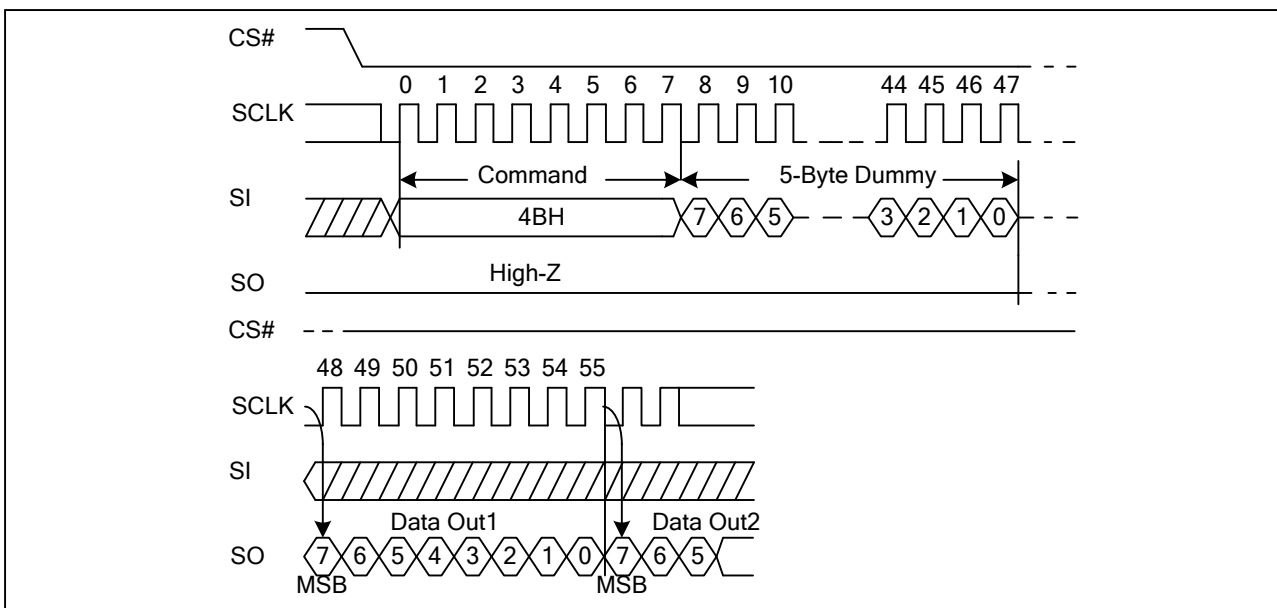 CS#
0 1 2 3 4 5 6 7 8 9 10 44 45 46 47
SCLK
Command 5-Byte Dummy
SI
4BH 7 6 5 3 2 1 0
High-Z
SO
CS#
48 49 50 51 52 53 54 55
SCLK
SI
Data Out1 Data Out2
SO 7 6 5 4 3 2 1 0 7 6 5
MSB MSB